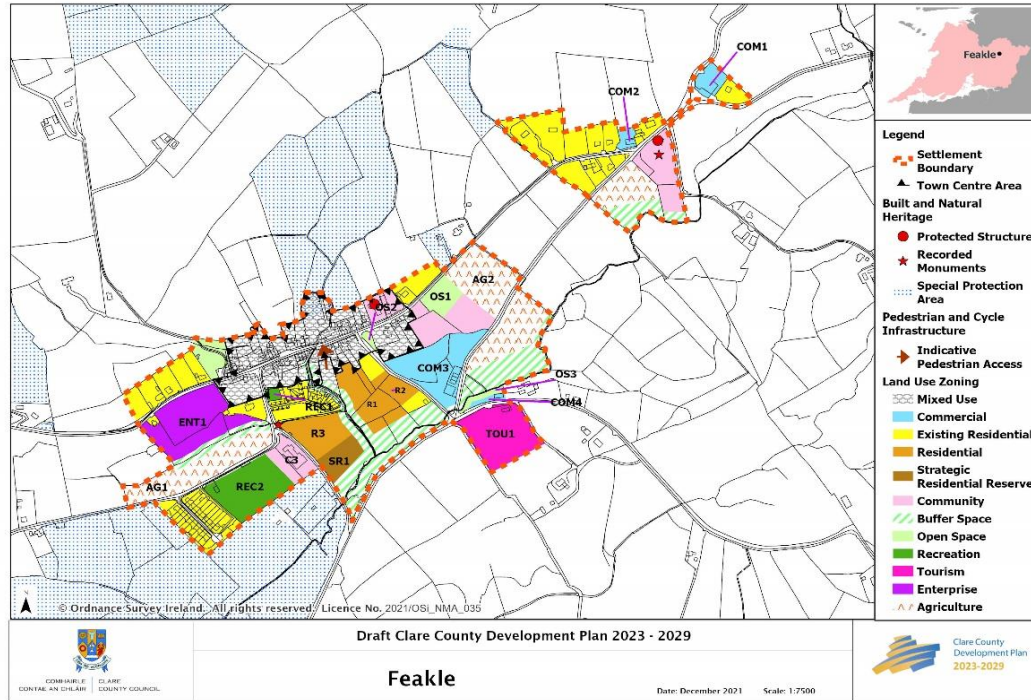 COM1
COM2
AG2
OS1
OS2
COM3
OS3
COM4
R2
R1
REC1
ENT1
R3
TOU1
C3
SR1
AG1
REC2
N
© Ordnance Survey Ireland. All rights reserved. Licence No. 2021/OSi_NMA_035
Feakle
Legend
Settlement
Boundary
Town Centre Area
Built and Natural
Heritage
Protected Structure
Recorded
Monuments
Special Protection
Area
Pedestrian and Cycle
Infrastructure
Indicative
Pedestrian Access
Land Use Zoning
Mixed Use
Commercial
Existing Residential
Residential
Strategic
Residential Reserve
Community
Buffer Space
Open Space
Recreation
Tourism
Enterprise
Agriculture
COMHAIRLE CLARE
CONTAE AN CHLÁIR COUNTY COUNCIL
Draft Clare County Development Plan 2023 - 2029
Feakle
Date: December 2021 Scale: 1:7500
Clare County
Development Plan
2023-2029